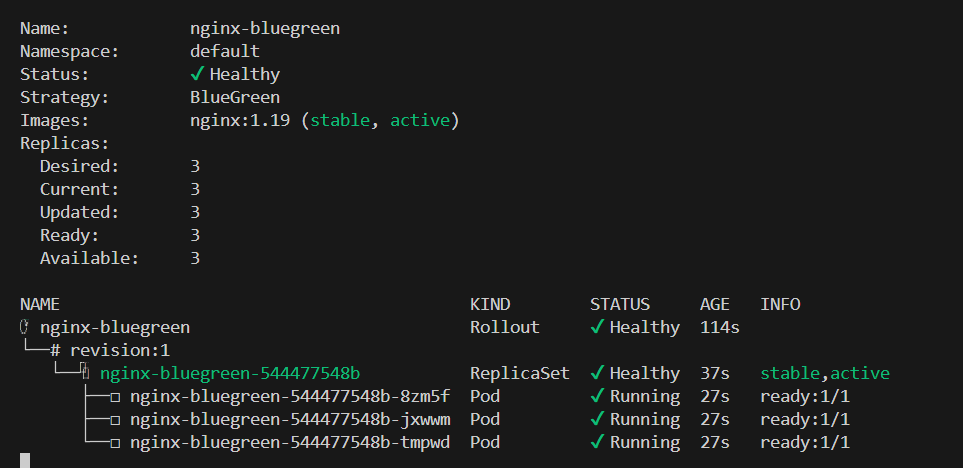 Name: nginx-bluegreen
Namespace: default
Status: ✔ Healthy
Strategy: BlueGreen
Images: nginx:1.19 (stable, active)
Replicas:
Desired: 3
Current: 3
Updated: 3
Ready: 3
Available: 3
NAME KIND STATUS AGE INFO
nginx-bluegreen Rollout ✔ Healthy 114s
└──# revision:1
└── nginx-bluegreen-544477548b ReplicaSet ✔ Healthy 37s stable,active
├──□ nginx-bluegreen-544477548b-8zm5f Pod ✔ Running 27s ready:1/1
├──□ nginx-bluegreen-544477548b-jxwwm Pod ✔ Running 27s ready:1/1
└──□ nginx-bluegreen-544477548b-tmpwd Pod ✔ Running 27s ready:1/1